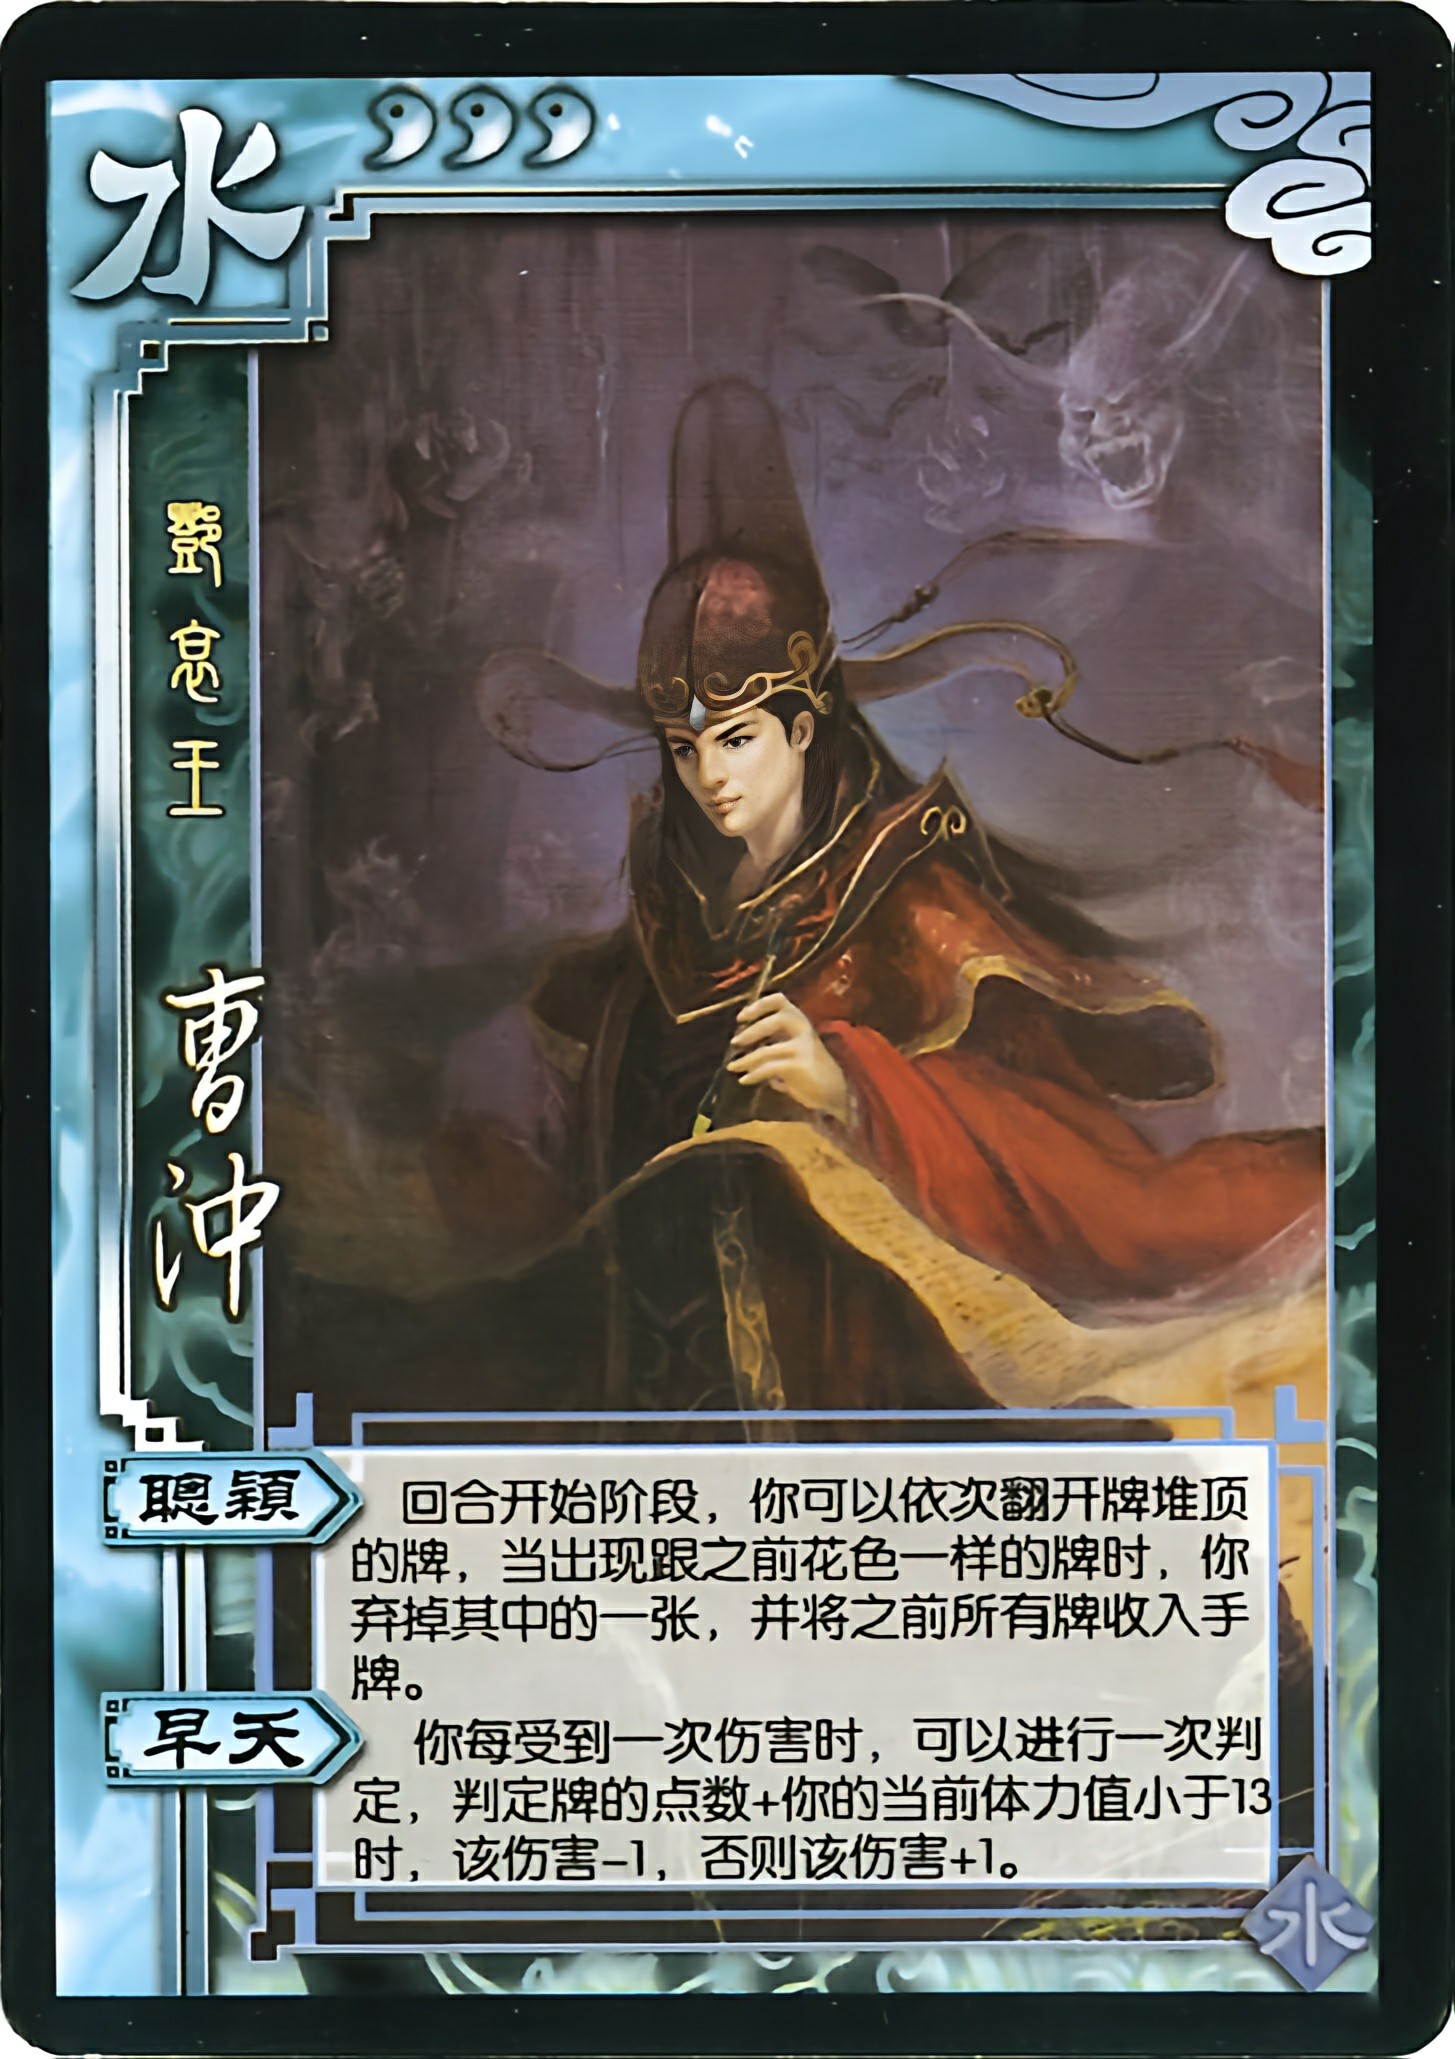 水
鄧哀王
曹沖
聰穎
回合开始阶段，你可以依次翻开牌堆顶
的牌，当出现跟之前花色一样的牌时，你
弃掉其中的一张，并将之前所有牌收入手
牌。
早夭
你每受到一次伤害时，可以进行一次判
定，判定牌的点数+你的当前体力值小于13
时，该伤害-1，否则该伤害+1。
水